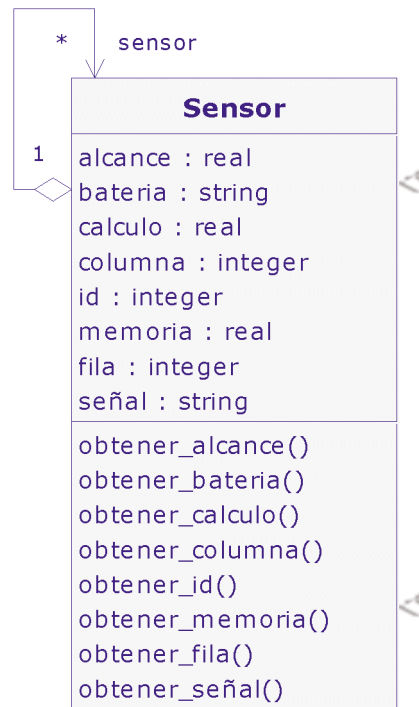 * sensor
Sensor
1
alcance : real
bateria : string
calculo : real
columna : integer
id : integer
memoria : real
fila : integer
señal : string
obtener_alcance()
obtener_bateria()
obtener_calculo()
obtener_columna()
obtener_id()
obtener_memoria()
obtener_fila()
obtener_señal()